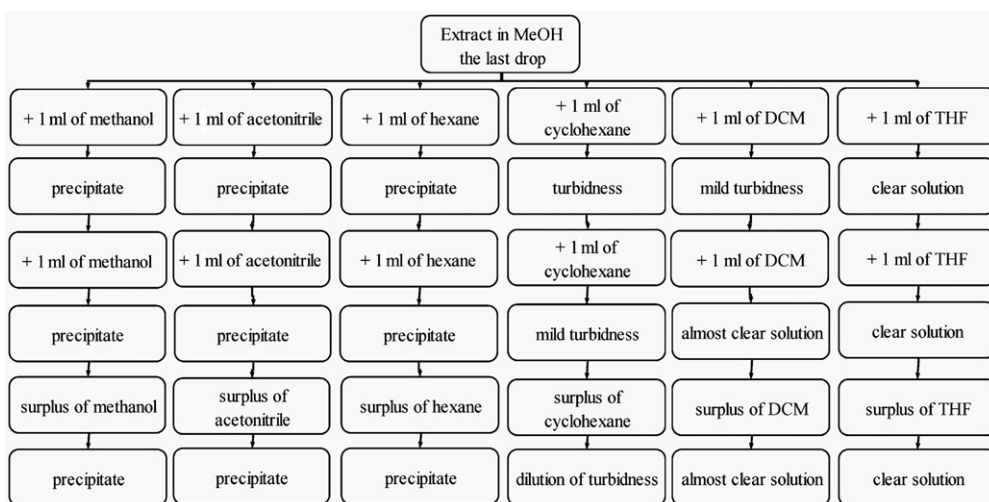 Extract in MeOH
the last drop
+ 1 ml of methanol
+ 1 ml of acetonitrile
+ 1 ml of hexane
+ 1 ml of
cyclohexane
+ 1 ml of DCM
+ 1 ml of THF
precipitate
precipitate
precipitate
turbidness
mild turbidness
clear solution
+ 1 ml of methanol
+ 1 ml of acetonitrile
+ 1 ml of hexane
+ 1 ml of
cyclohexane
+ 1 ml of DCM
+ 1 ml of THF
precipitate
precipitate
precipitate
mild turbidness
almost clear solution
clear solution
surplus of methanol
surplus of
acetonitrile
surplus of hexane
surplus of
cyclohexane
surplus of DCM
surplus of THF
precipitate
precipitate
precipitate
dilution of turbidness
almost clear solution
clear solution